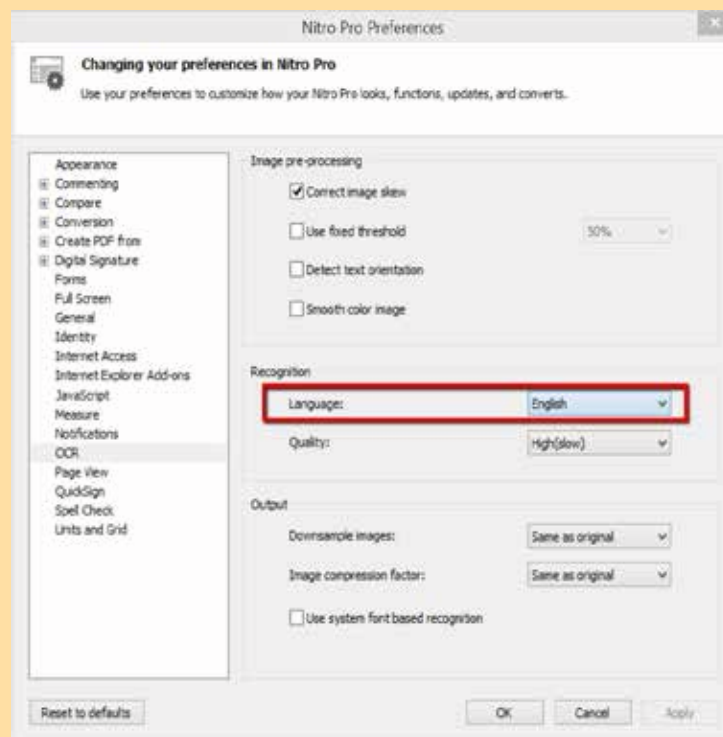 Nitro Pro Preferences
Changing your preferences in Nitro Pro
Use your preferences to customize how your Nitro Pro looks, functions, updates, and converts.
Appearance
Commenting
Compare
Conversion
Create PDF from
Digital Signature
Forms
Full Screen
General
Identity
Internet Access
Internet Explorer Add-ons
JavaScript
Measure
Notifications
OCR
Page View
QuickSign
Spell Check
Units and Grid
Image pre-processing
Correct image skew
Use fixed threshold 50%
Detect text orientation
Smooth color image
Recognition
Language: English
Quality: High(slow)
Output
Downsample images: Same as original
Image compression factor: Same as original
Use system font based recognition
Reset to defaults OK Cancel Apply